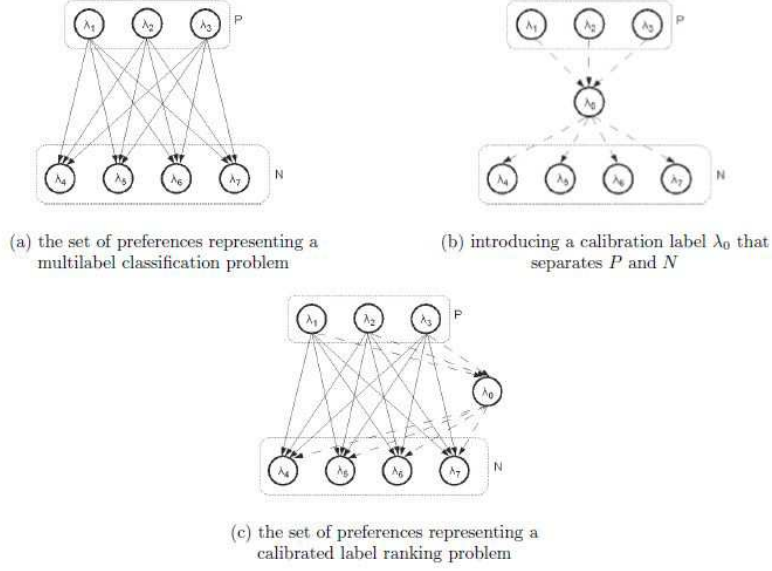 λ₁ λ₂ λ₃ P
λ₄ λ₅ λ₆ λ₇ N
(a) the set of preferences representing a
multilabel classification problem
λ₁ λ₂ λ₃ P
λ₀
λ₄ λ₅ λ₆ λ₇ N
(b) introducing a calibration label λ₀ that
separates P and N
λ₁ λ₂ λ₃ P
λ₀
λ₄ λ₅ λ₆ λ₇ N
(c) the set of preferences representing a
calibrated label ranking problem